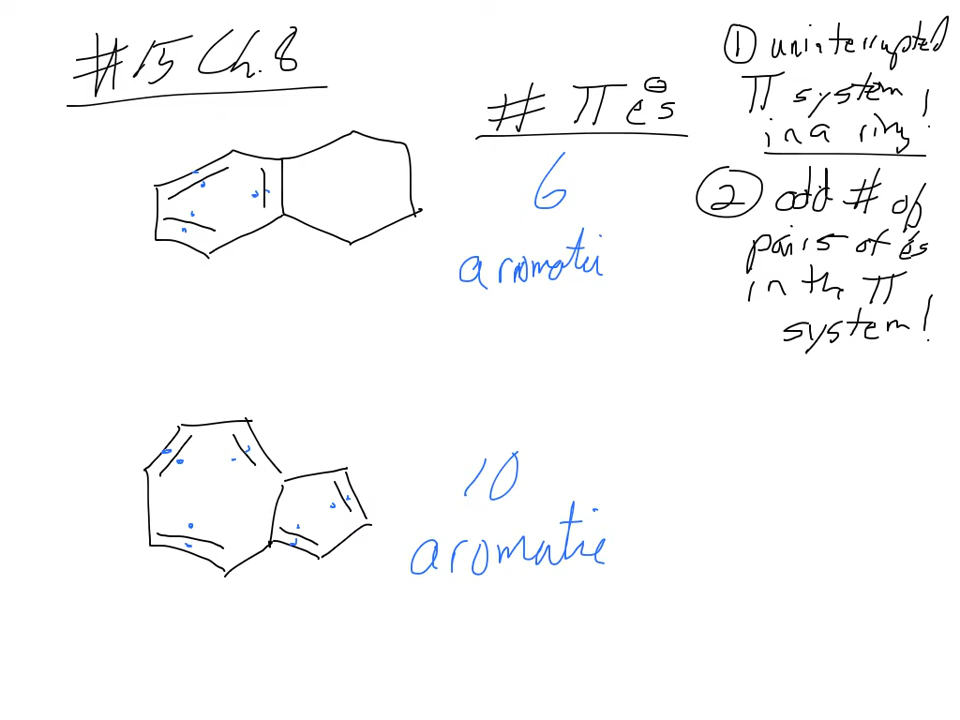 #15 Ch. 8
# π e⊖s
6
aromatic
10
aromatic
① uninterrupted
π system
in a ring!
② odd # of
pairs of es
in the π
system!